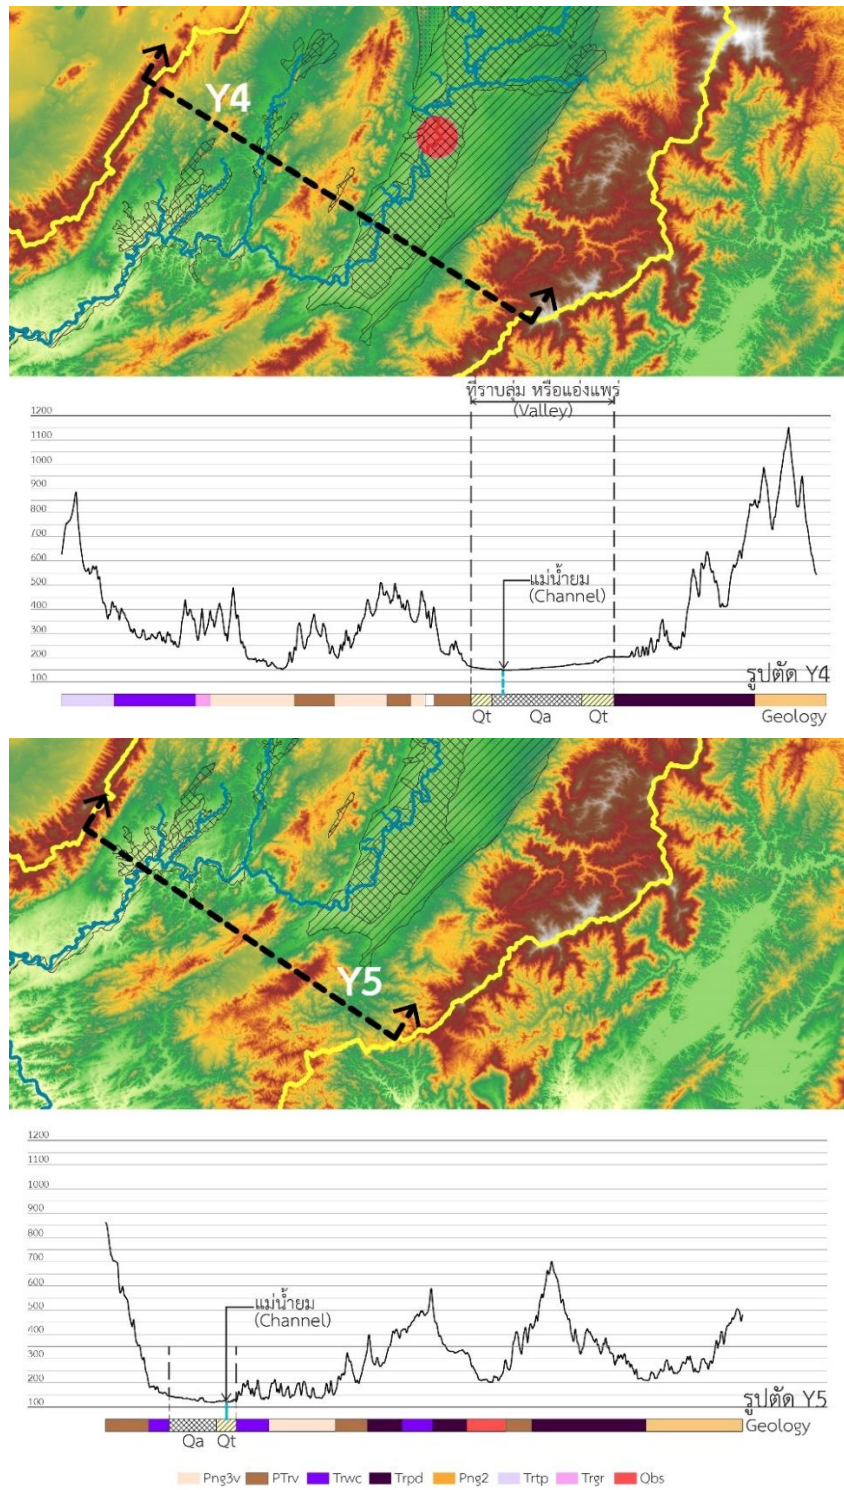 Y4
ที่ราบลุ่ม หรือแอ่งแพร่
(Valley)
1200
1100
1000
900
800
700
600
500
400
300
200
100
แม่น้ำยม
(Channel)
รูปตัด Y4
Qt
Qa
Qt
Geology
Y5
1200
1100
1000
900
800
700
600
500
400
300
200
100
แม่น้ำยม
(Channel)
รูปตัด Y5
Qa
Qt
Geology
Png3v PTrv Trwc Trpd Png2 Trtp Trgr Qbs